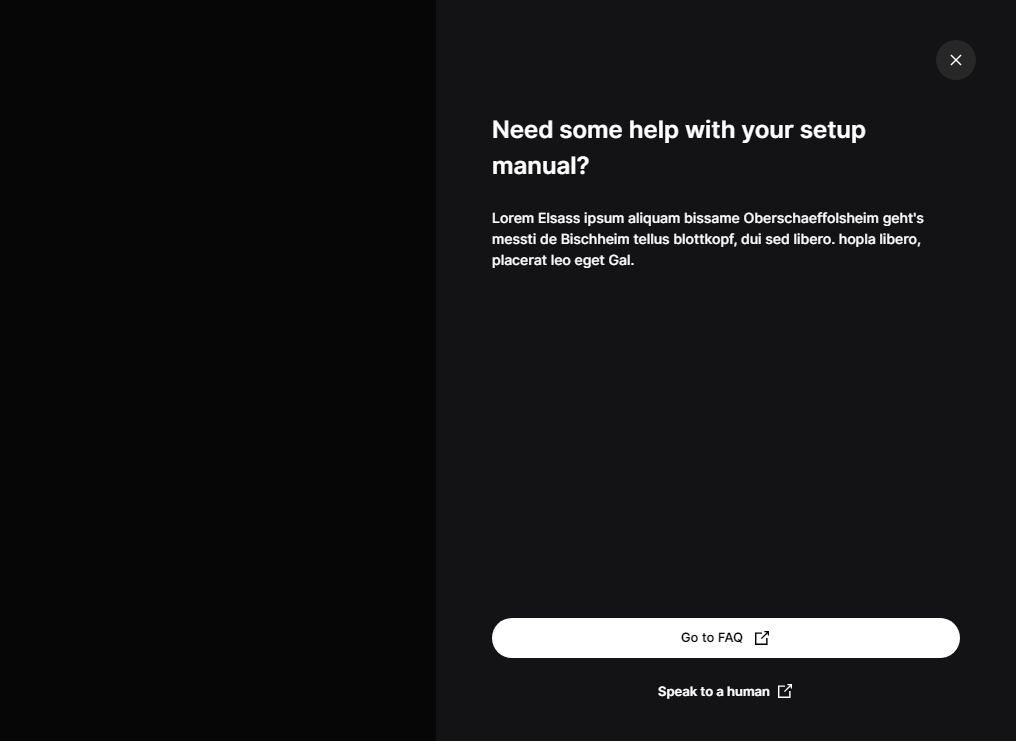 Need some help with your setup
manual?
Lorem Elsass ipsum aliquam bissame Oberschaeffolsheim geht's
messti de Bischheim tellus blottkopf, dui sed libero. hopla libero,
placerat leo eget Gal.
Go to FAQ
Speak to a human